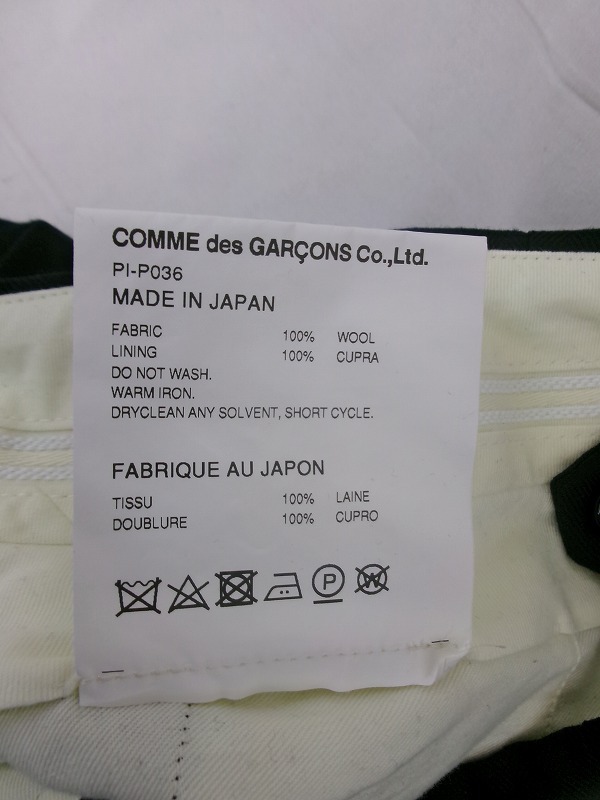 COMME des GARÇONS Co.,Ltd.
PI-P036
MADE IN JAPAN
FABRIC 100% WOOL
LINING 100% CUPRA
DO NOT WASH.
WARM IRON.
DRYCLEAN ANY SOLVENT, SHORT CYCLE.
FABRIQUE AU JAPON
TISSU 100% LAINE
DOUBLURE 100% CUPRO
P W